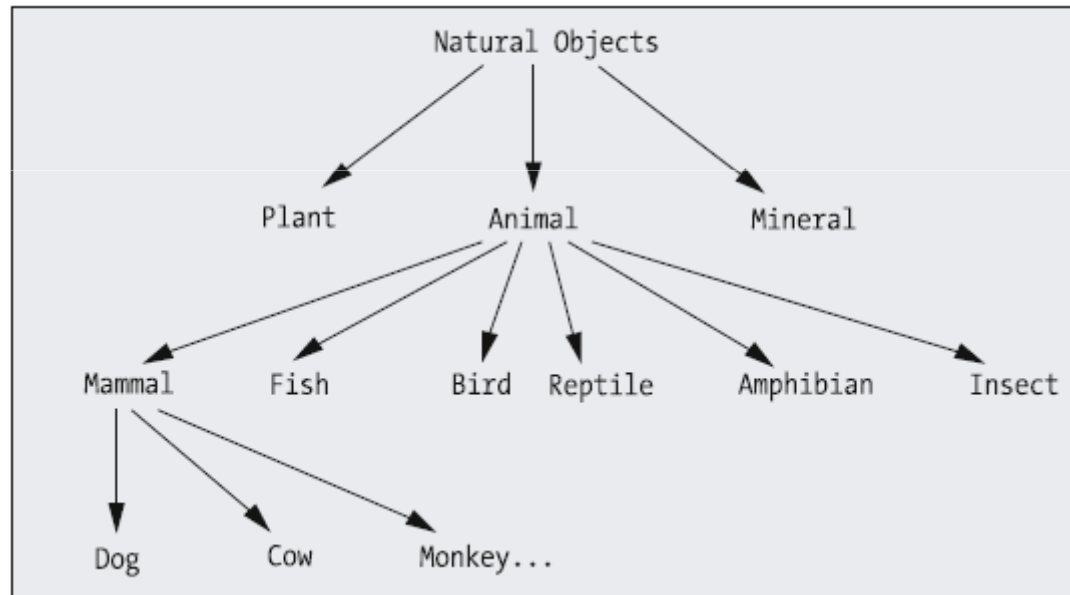 Natural Objects
Plant Animal Mineral
Mammal Fish Bird Reptile Amphibian Insect
Dog Cow Monkey...